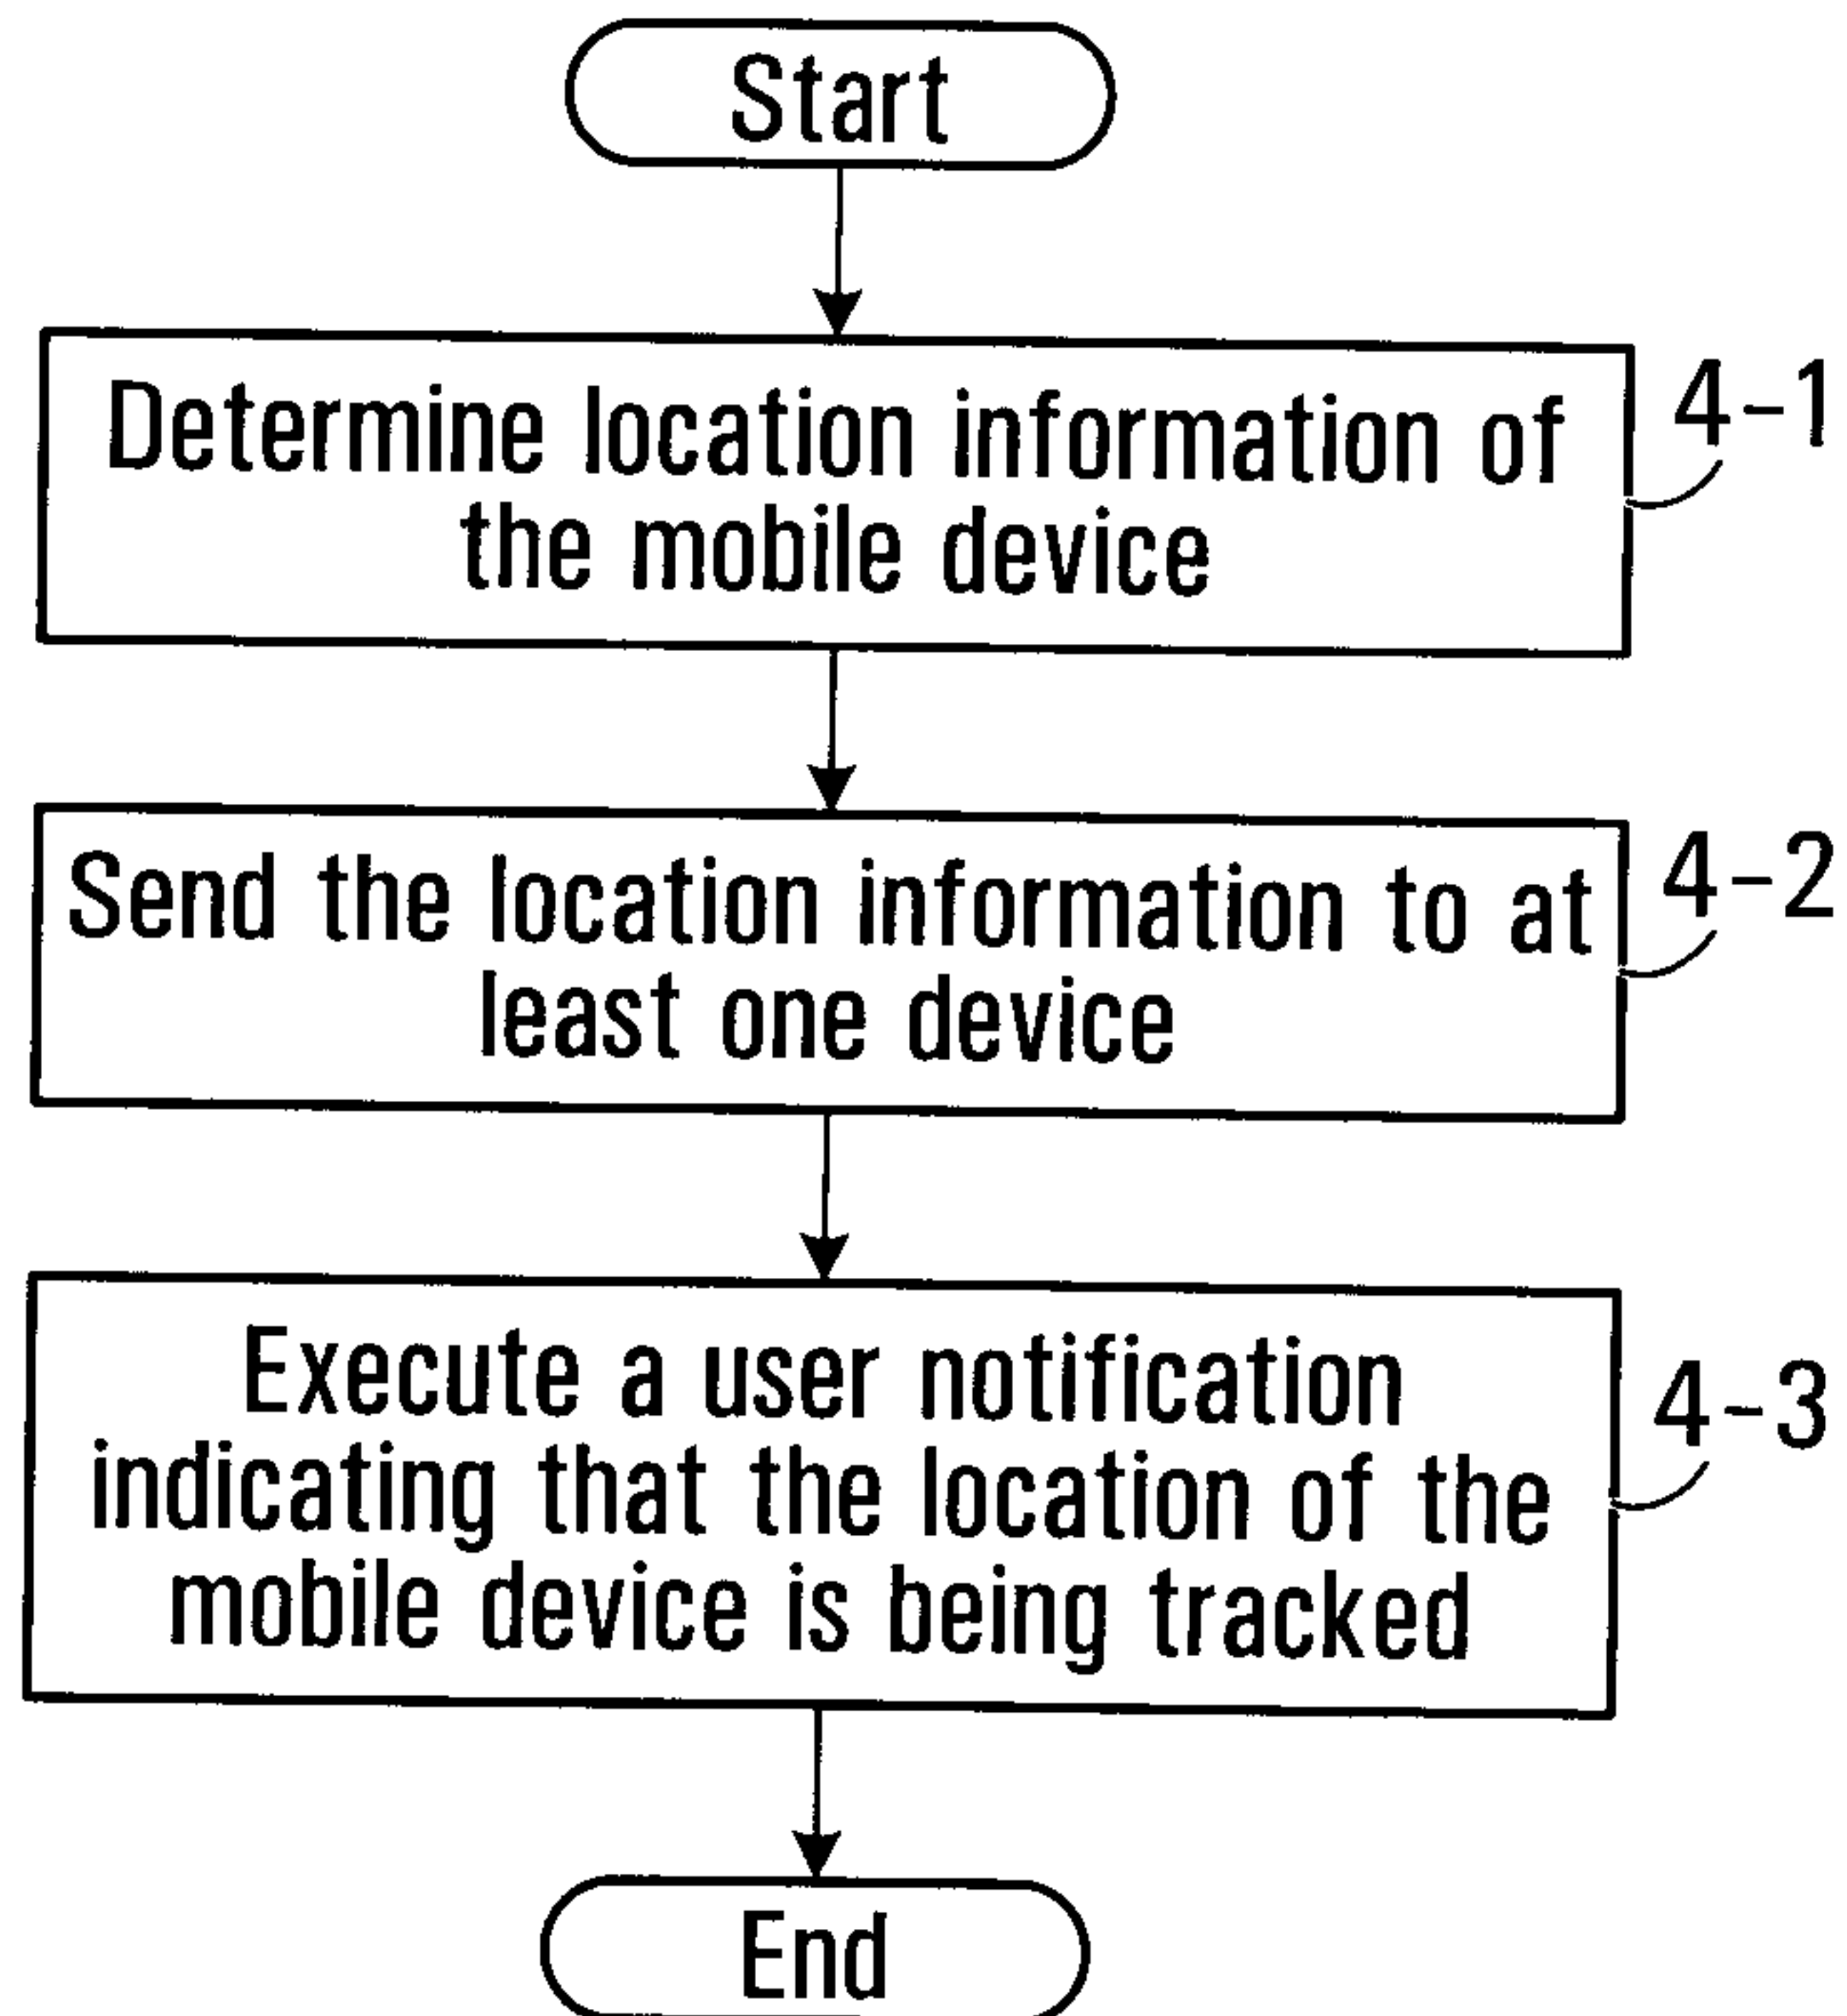 Start
Determine location information of
the mobile device
4-1
Send the location information to at
least one device
4-2
Execute a user notification
indicating that the location of the
mobile device is being tracked
4-3
End